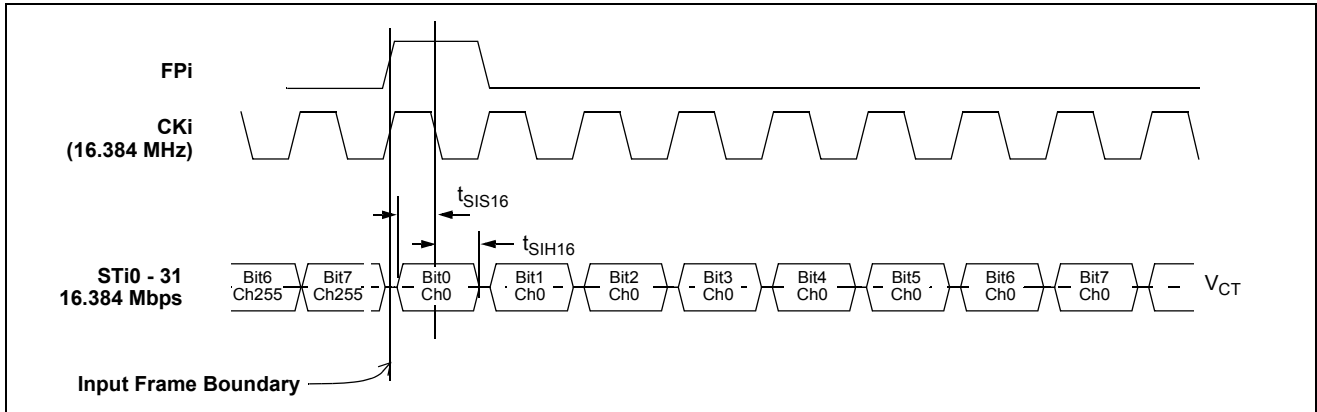 FPi
CKi
(16.384 MHz)
tSIS16
tSIH16
STi0 - 31
16.384 Mbps
Bit6
Ch255
Bit7
Ch255
Bit0
Ch0
Bit1
Ch0
Bit2
Ch0
Bit3
Ch0
Bit4
Ch0
Bit5
Ch0
Bit6
Ch0
Bit7
Ch0
VCT
Input Frame Boundary